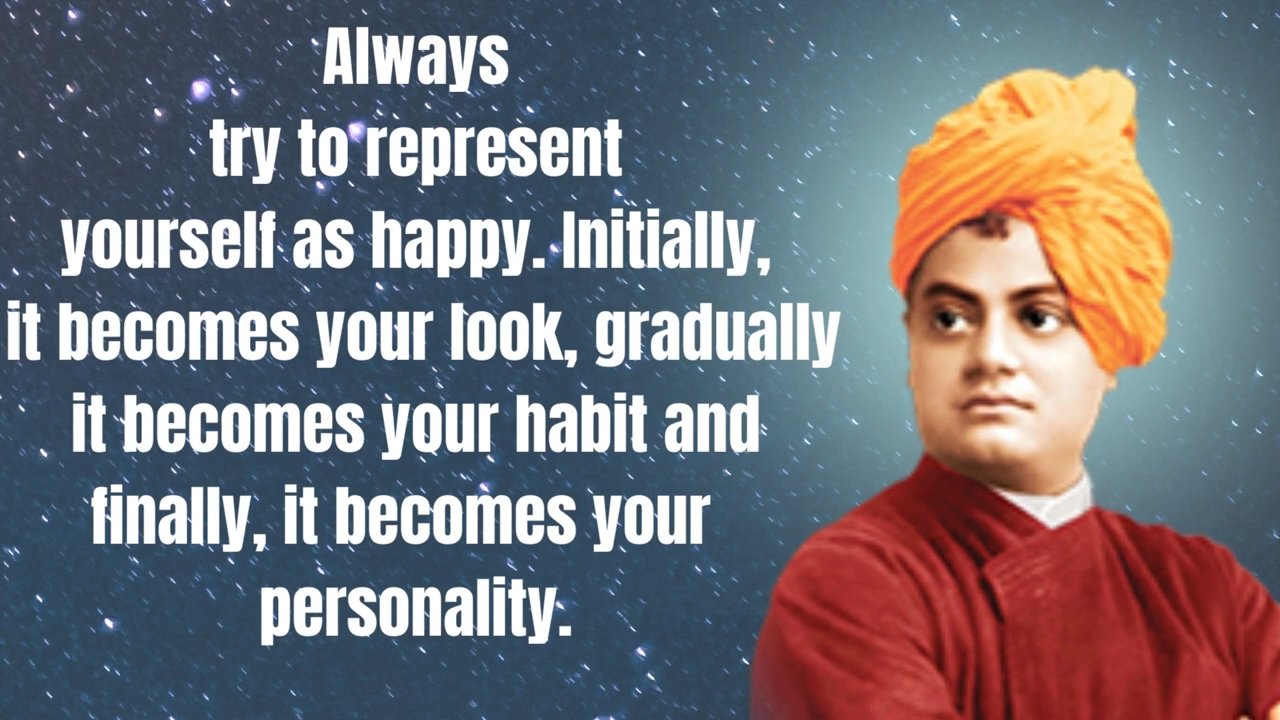 Always
try to represent
yourself as happy. Initially,
it becomes your look, gradually
it becomes your habit and
finally, it becomes your
personality.